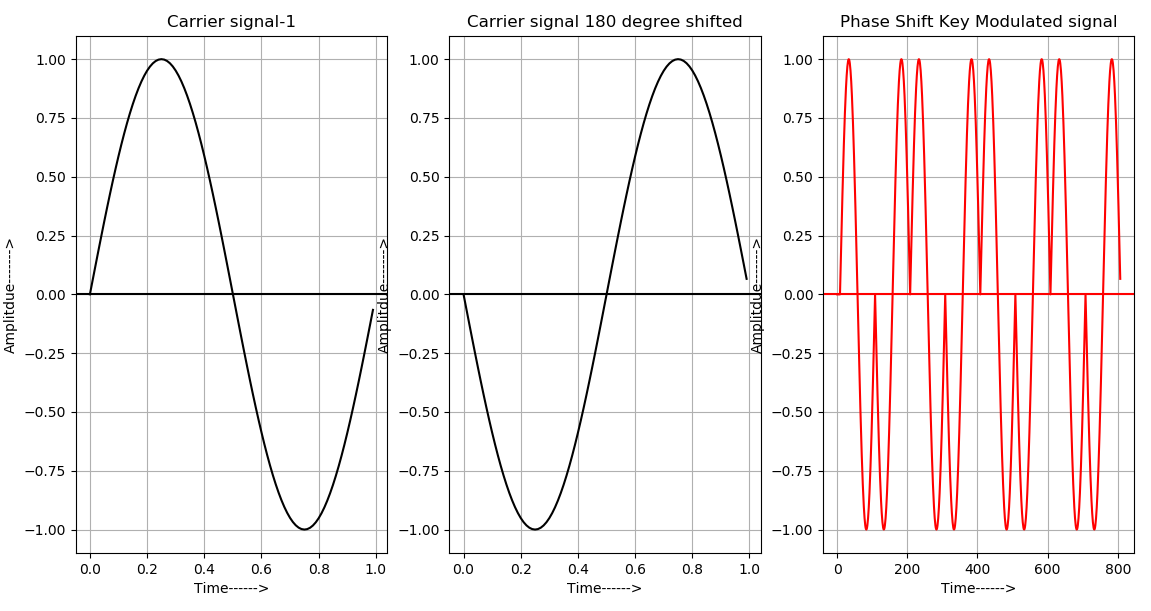 Carrier signal-1
1.00
0.75
0.50
0.25
0.00
−0.25
−0.50
−0.75
−1.00
Amplitdue------->
0.0 0.2 0.4 0.6 0.8 1.0
Time------>
Carrier signal 180 degree shifted
1.00
0.75
0.50
0.25
0.00
−0.25
−0.50
−0.75
−1.00
Amplitdue------->
0.0 0.2 0.4 0.6 0.8 1.0
Time------>
Phase Shift Key Modulated signal
1.00
0.75
0.50
0.25
0.00
−0.25
−0.50
−0.75
−1.00
Amplitdue------->
0 200 400 600 800
Time------>